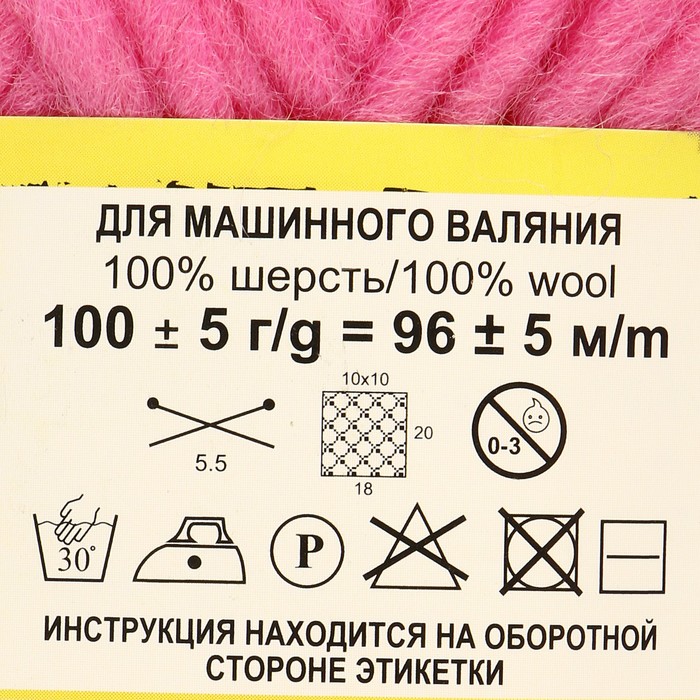 ДЛЯ МАШИННОГО ВАЛЯНИЯ
100% шерсть/100% wool
100 ± 5 г/g = 96 ± 5 м/m
10x10
20
5.5
18
0-3
30°
P
ИНСТРУКЦИЯ НАХОДИТСЯ НА ОБОРОТНОЙ
СТОРОНЕ ЭТИКЕТКИ